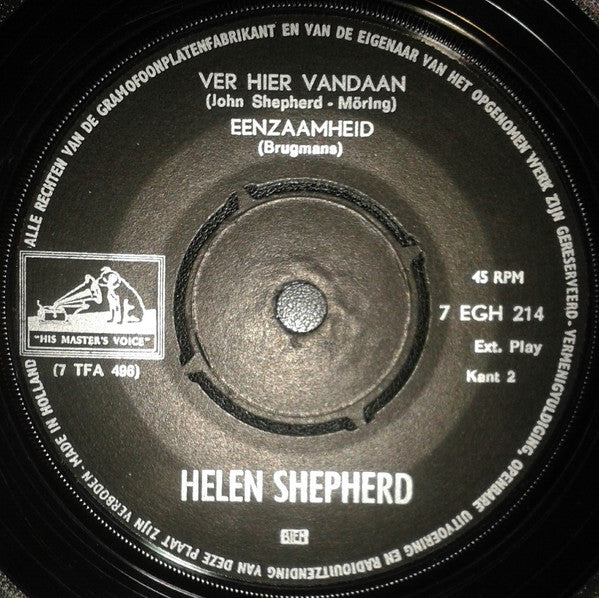 ALLE RECHTEN VAN DE GRAMOFOONPLATENFABRIKANT EN VAN DE EIGENAAR VAN HET OPGENOMEN WERK ZIJN GERESERVEERD - VERMENIGVULDIGING, OPENBARE UITVOERING EN RADIOUITZENDING VAN DEZE PLAAT ZIJN VERBODEN - MADE IN HOLLAND
VER HIER VANDAAN
(John Shepherd - Möring)
EENZAAMHEID
(Brugmans)
"HIS MASTER'S VOICE"
(7 TFA 496)
45 RPM
7 EGH 214
Ext. Play
Kant 2
HELEN SHEPHERD
BIEM